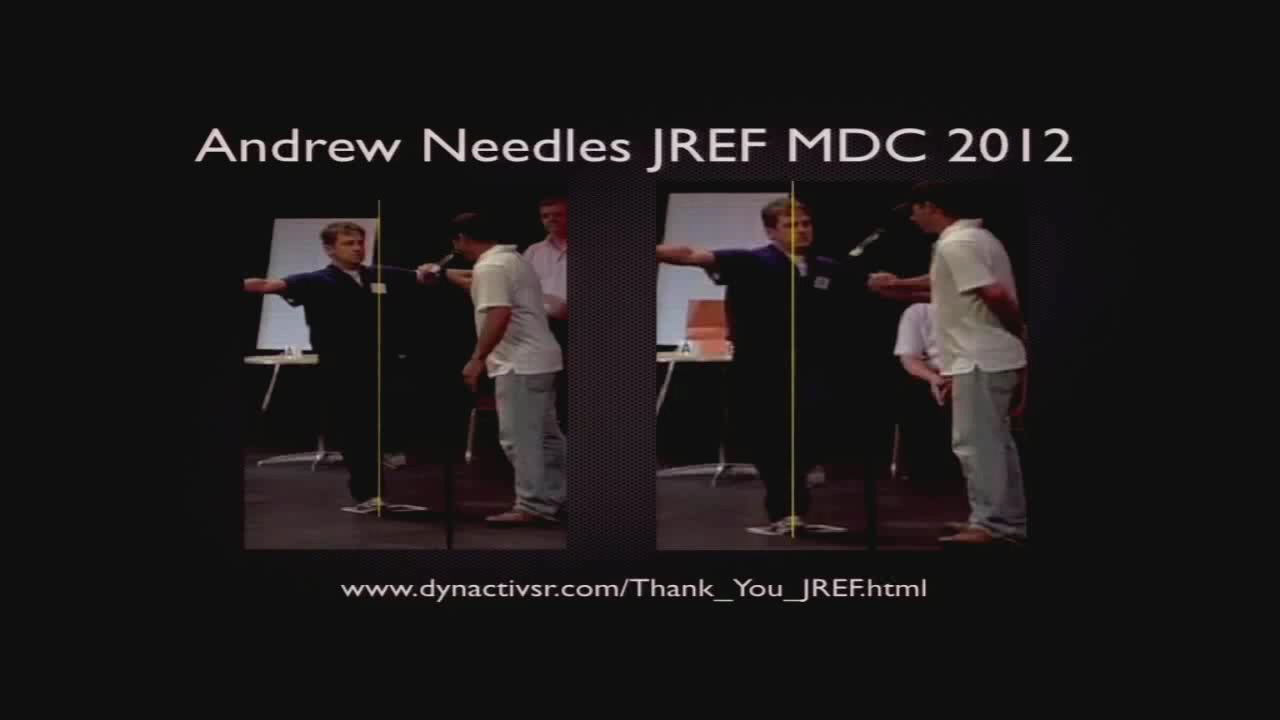 Andrew Needles JREF MDC 2012
A
A
www.dynactivsr.com/Thank_You_JREF.html